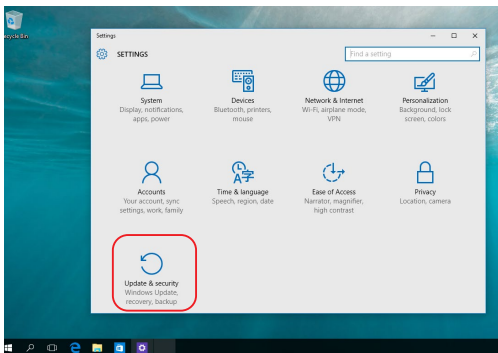 Recycle Bin
Settings
SETTINGS
Find a setting
System
Display, notifications,
apps, power
Devices
Bluetooth, printers,
mouse
Network & Internet
Wi-Fi, airplane mode,
VPN
Personalization
Background, lock
screen, colors
Accounts
Your account, sync
settings, work, family
Time & language
Speech, region, date
Ease of Access
Narrator, magnifier,
high contrast
Privacy
Location, camera
Update & security
Windows Update,
recovery, backup